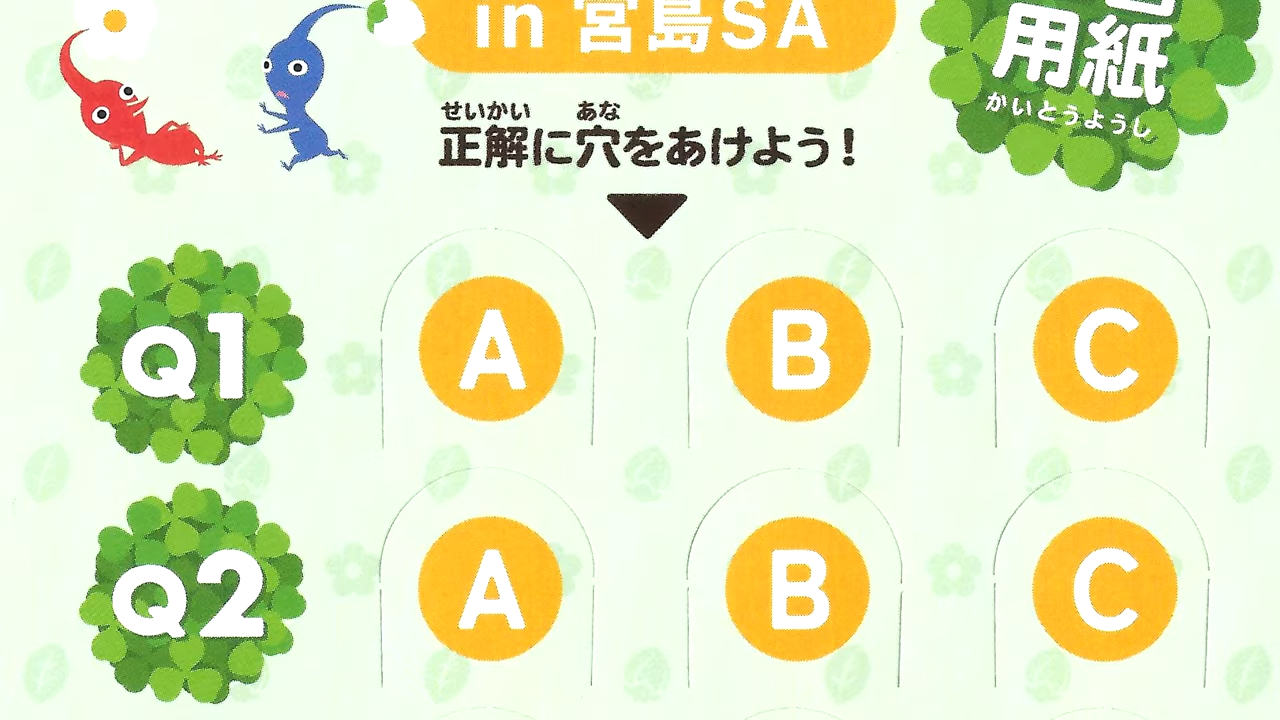 in 宮島SA
用紙
かいとうようし
せいかい あな
正解に穴をあけよう!
Q1 A B C
Q2 A B C